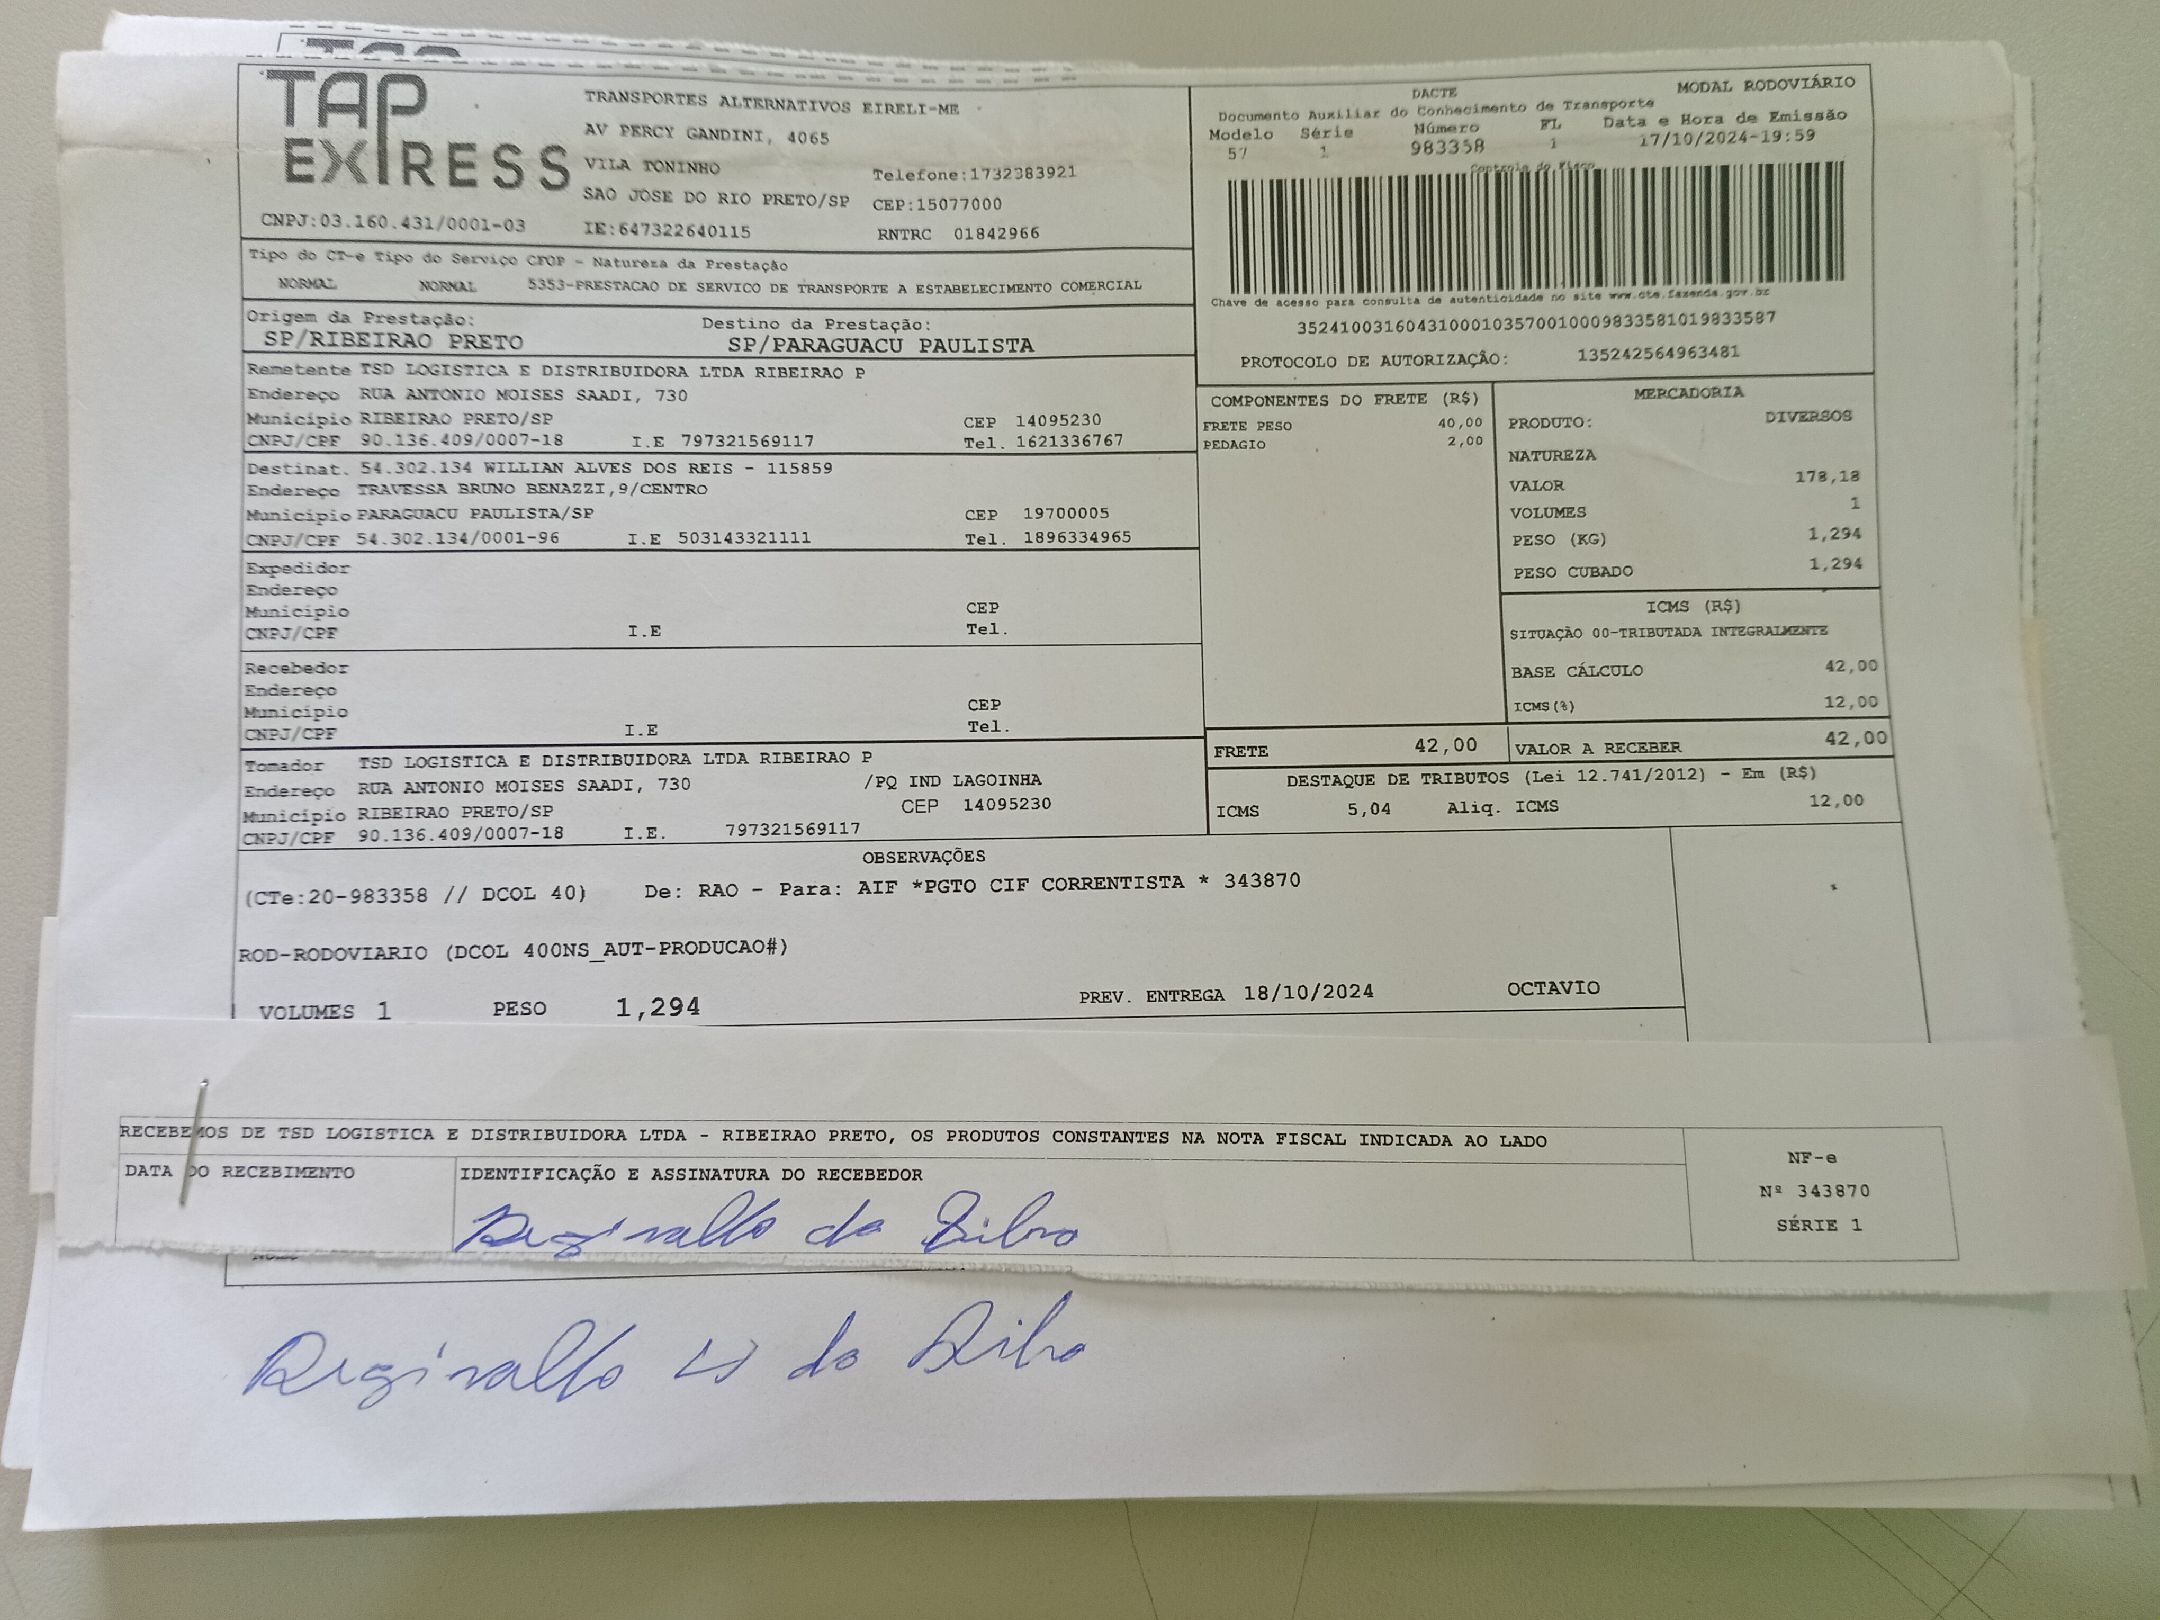 TAP EXPRESS
TRANSPORTES ALTERNATIVOS EIRELI-ME
AV PERCY GANDINI, 4065
VILA TONINHO Telefone:1732383921
SAO JOSE DO RIO PRETO/SP CEP:15077000
CNPJ:03.160.431/0001-03 IE:647322640115 RNTRC 01842966
MODAL RODOVIÁRIO
DACTE
Documento Auxiliar do Conhecimento de Transporte
Modelo Série Número FL Data e Hora de Emissão
57 1 983358 1 17/10/2024-19:59
Controle do Fisco
Chave de acesso para consulta de autenticidade no site www.cte.fazenda.gov.br
35241003160431000103570010009833581019833587
PROTOCOLO DE AUTORIZAÇÃO: 135242564963481
Tipo do CT-e Tipo do Serviço CFOP - Natureza da Prestação
NORMAL NORMAL 5353-PRESTACAO DE SERVICO DE TRANSPORTE A ESTABELECIMENTO COMERCIAL
Origem da Prestação: Destino da Prestação:
SP/RIBEIRAO PRETO SP/PARAGUACU PAULISTA
Remetente TSD LOGISTICA E DISTRIBUIDORA LTDA RIBEIRAO P
Endereço RUA ANTONIO MOISES SAADI, 730
Município RIBEIRAO PRETO/SP CEP 14095230
CNPJ/CPF 90.136.409/0007-18 I.E 797321569117 Tel. 1621336767
Destinat. 54.302.134 WILLIAN ALVES DOS REIS - 115859
Endereço TRAVESSA BRUNO BENAZZI,9/CENTRO
Município PARAGUACU PAULISTA/SP CEP 19700005
CNPJ/CPF 54.302.134/0001-96 I.E 503143321111 Tel. 1896334965
Expedidor
Endereço
Município CEP
CNPJ/CPF I.E Tel.
Recebedor
Endereço
Município CEP
CNPJ/CPF I.E Tel.
Tomador TSD LOGISTICA E DISTRIBUIDORA LTDA RIBEIRAO P
Endereço RUA ANTONIO MOISES SAADI, 730 /PQ IND LAGOINHA
Município RIBEIRAO PRETO/SP CEP 14095230
CNPJ/CPF 90.136.409/0007-18 I.E. 797321569117
COMPONENTES DO FRETE (R$)
FRETE PESO 40,00
PEDAGIO 2,00
MERCADORIA
PRODUTO: DIVERSOS
NATUREZA
VALOR 178,18
VOLUMES 1
PESO (KG) 1,294
PESO CUBADO 1,294
ICMS (R$)
SITUAÇÃO 00-TRIBUTADA INTEGRALMENTE
BASE CÁLCULO 42,00
ICMS(%) 12,00
FRETE 42,00 VALOR A RECEBER 42,00
DESTAQUE DE TRIBUTOS (Lei 12.741/2012) - Em (R$)
ICMS 5,04 Aliq. ICMS 12,00
OBSERVAÇÕES
(CTe:20-983358 // DCOL 40) De: RAO - Para: AIF *PGTO CIF CORRENTISTA * 343870
ROD-RODOVIARIO (DCOL 400NS_AUT-PRODUCAO#)
VOLUMES 1 PESO 1,294 PREV. ENTREGA 18/10/2024 OCTAVIO
RECEBEMOS DE TSD LOGISTICA E DISTRIBUIDORA LTDA - RIBEIRAO PRETO, OS PRODUTOS CONSTANTES NA NOTA FISCAL INDICADA AO LADO
DATA DO RECEBIMENTO IDENTIFICAÇÃO E ASSINATURA DO RECEBEDOR
Reginallo da Silva
NF-e
Nº 343870
SÉRIE 1
Reginallo da Silva